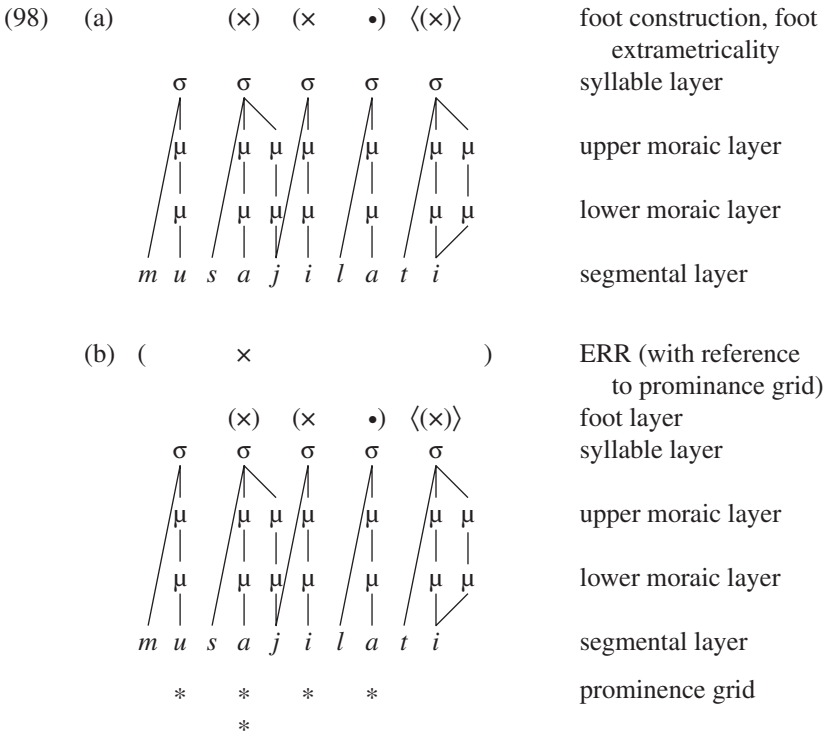 (98) (a) (×) (× •) ⟨(×)⟩ foot construction, foot
extrametricality
σ σ σ σ σ syllable layer
μ μ μ μ μ μ μ upper moraic layer
μ μ μ μ μ μ μ lower moraic layer
m u s a j i l a t i segmental layer
(b) ( × ) ERR (with reference
to prominance grid)
(×) (× •) ⟨(×)⟩ foot layer
σ σ σ σ σ syllable layer
μ μ μ μ μ μ μ upper moraic layer
μ μ μ μ μ μ μ lower moraic layer
m u s a j i l a t i segmental layer
* * * * prominence grid
*